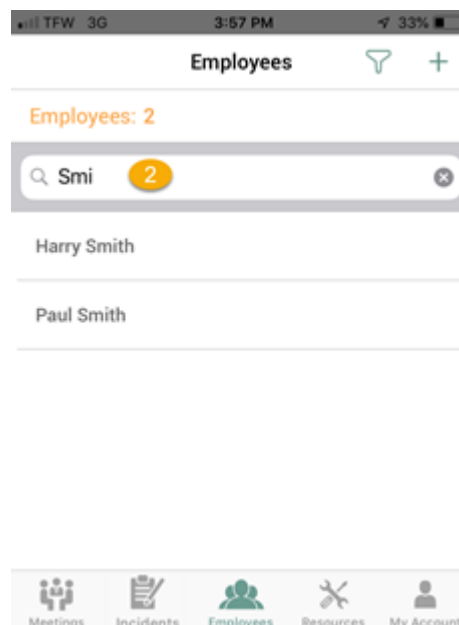 TFW 3G 3:57 PM 33%
Employees +
Employees: 2
Smi 2
Harry Smith
Paul Smith
Meetings Incidents Employees Resources My Account